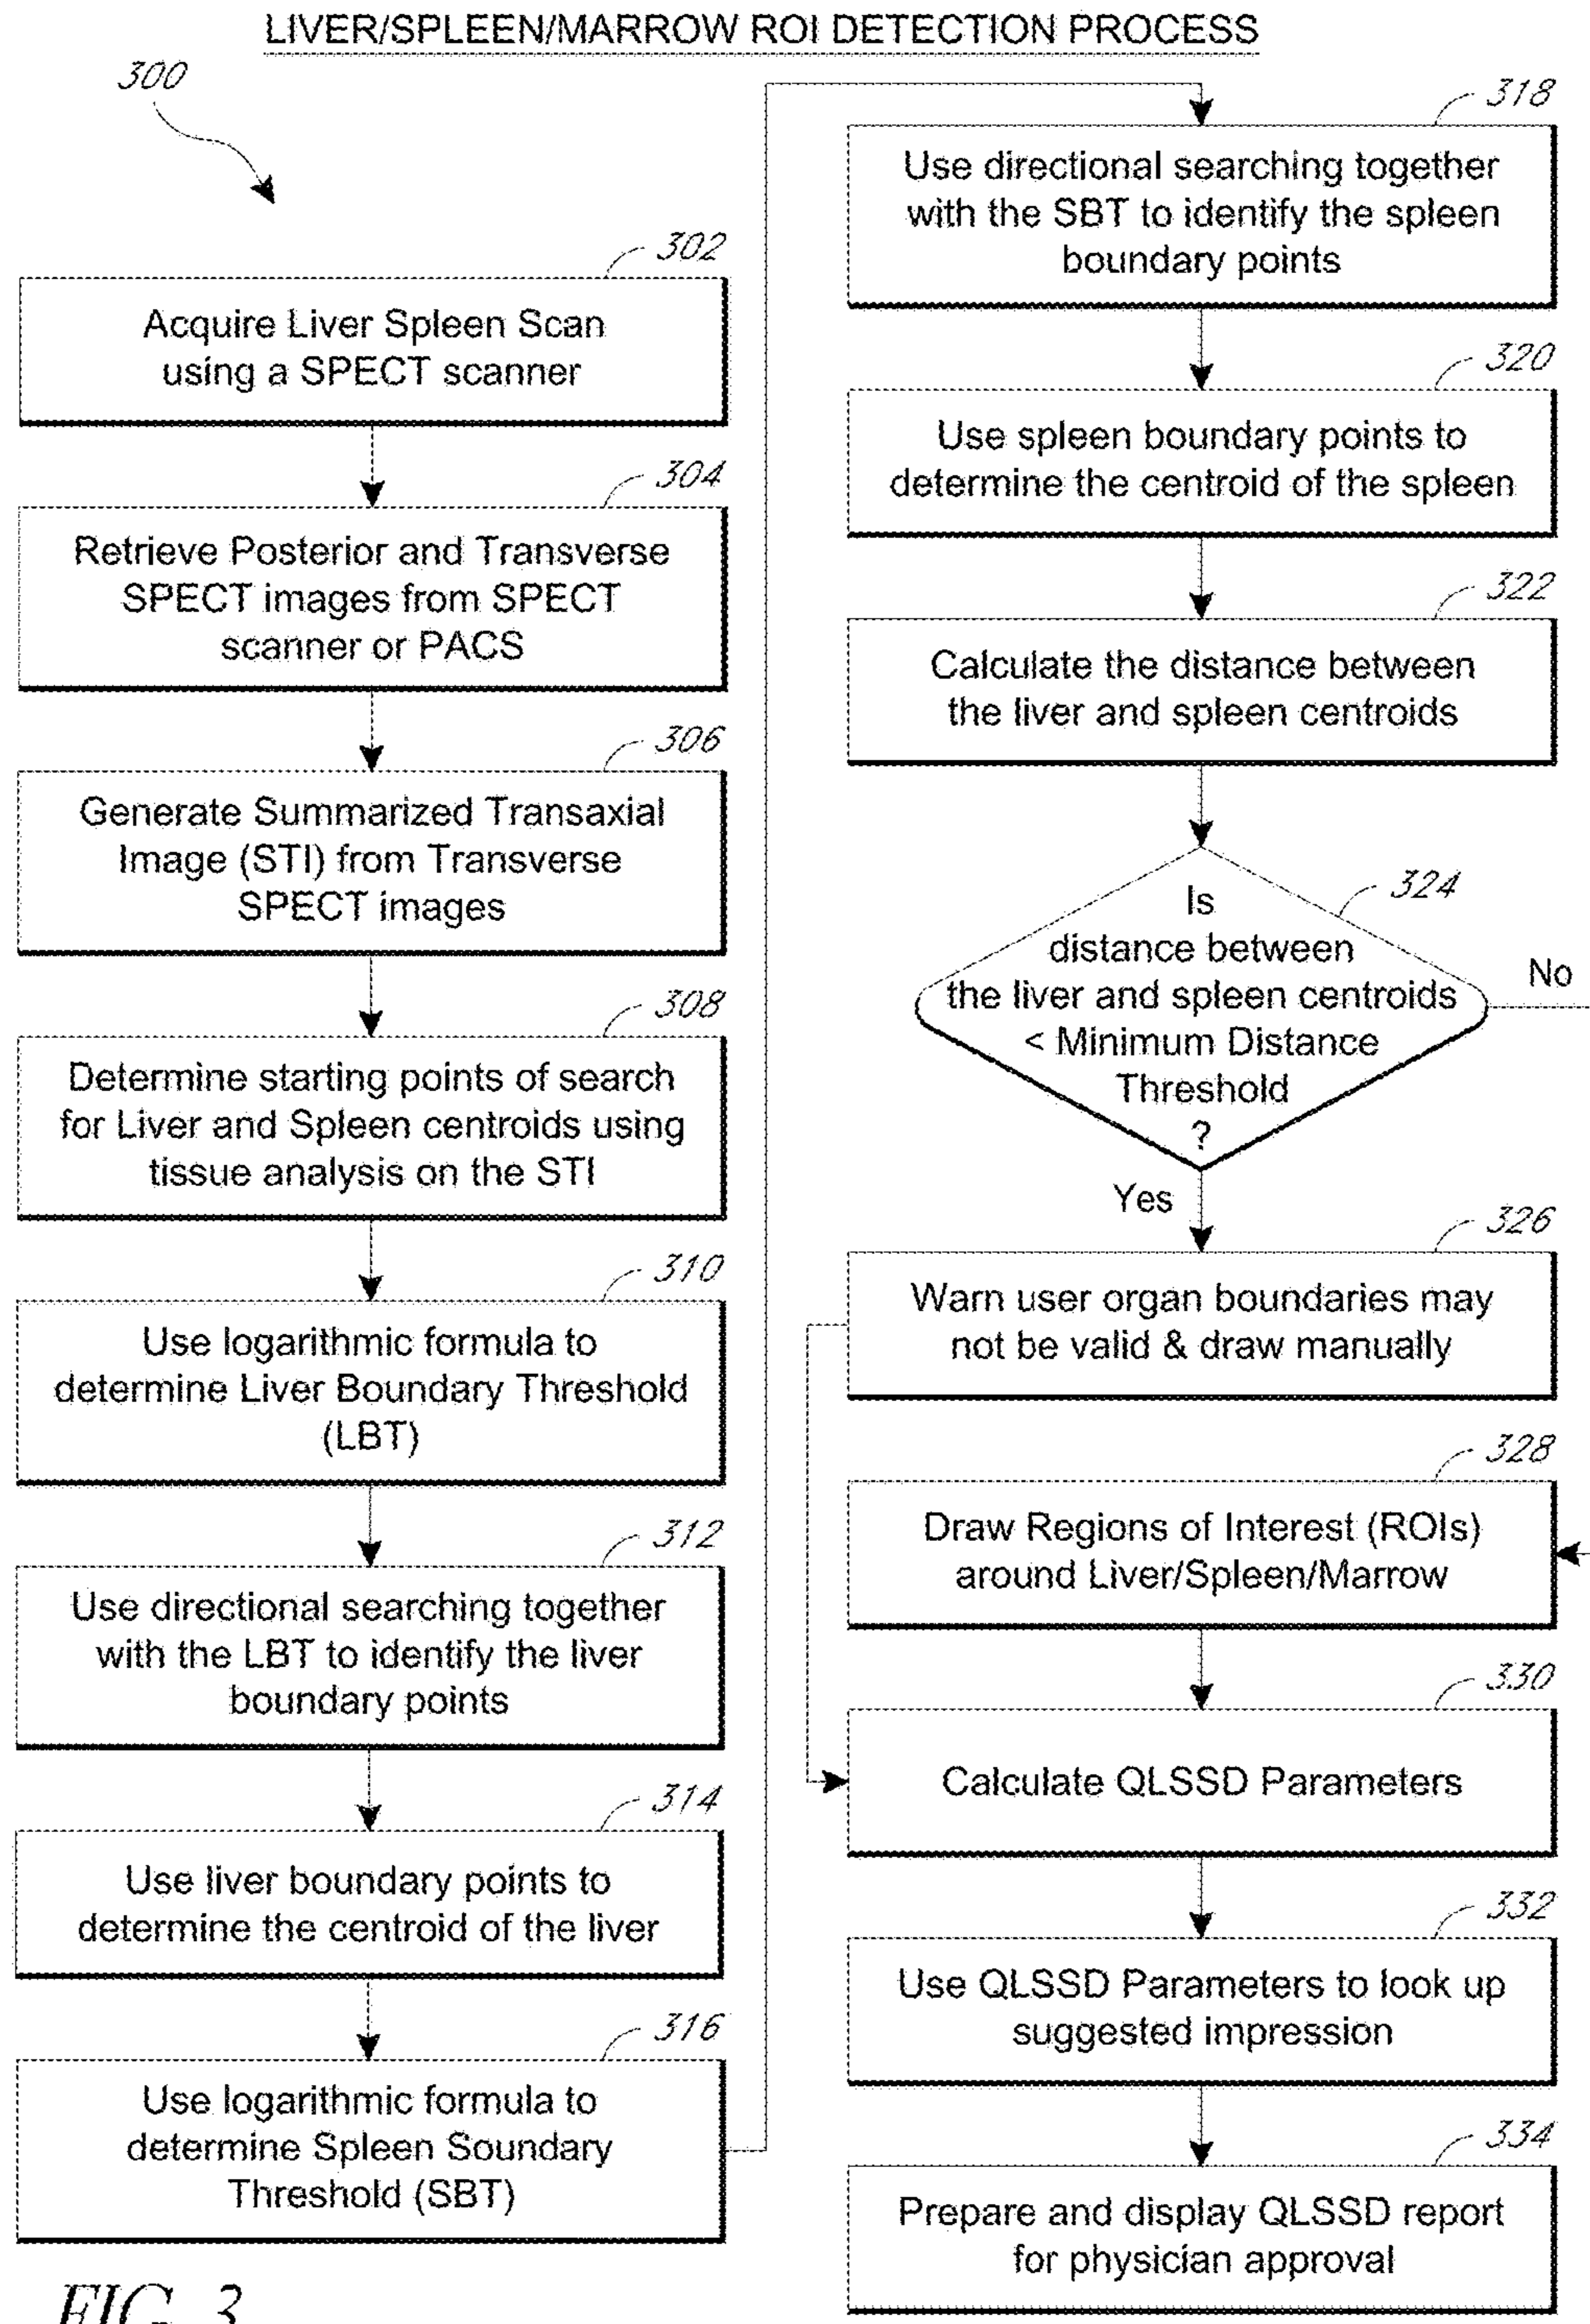 LIVER/SPLEEN/MARROW ROI DETECTION PROCESS
300
302
Acquire Liver Spleen Scan
using a SPECT scanner
304
Retrieve Posterior and Transverse
SPECT images from SPECT
scanner or PACS
306
Generate Summarized Transaxial
Image (STI) from Transverse
SPECT images
308
Determine starting points of search
for Liver and Spleen centroids using
tissue analysis on the STI
310
Use logarithmic formula to
determine Liver Boundary Threshold
(LBT)
312
Use directional searching together
with the LBT to identify the liver
boundary points
314
Use liver boundary points to
determine the centroid of the liver
316
Use logarithmic formula to
determine Spleen Soundary
Threshold (SBT)
318
Use directional searching together
with the SBT to identify the spleen
boundary points
320
Use spleen boundary points to
determine the centroid of the spleen
322
Calculate the distance between
the liver and spleen centroids
324
Is
distance between
the liver and spleen centroids
< Minimum Distance
Threshold
?
No
Yes
326
Warn user organ boundaries may
not be valid & draw manually
328
Draw Regions of Interest (ROIs)
around Liver/Spleen/Marrow
330
Calculate QLSSD Parameters
332
Use QLSSD Parameters to look up
suggested impression
334
Prepare and display QLSSD report
for physician approval
FIG. 3